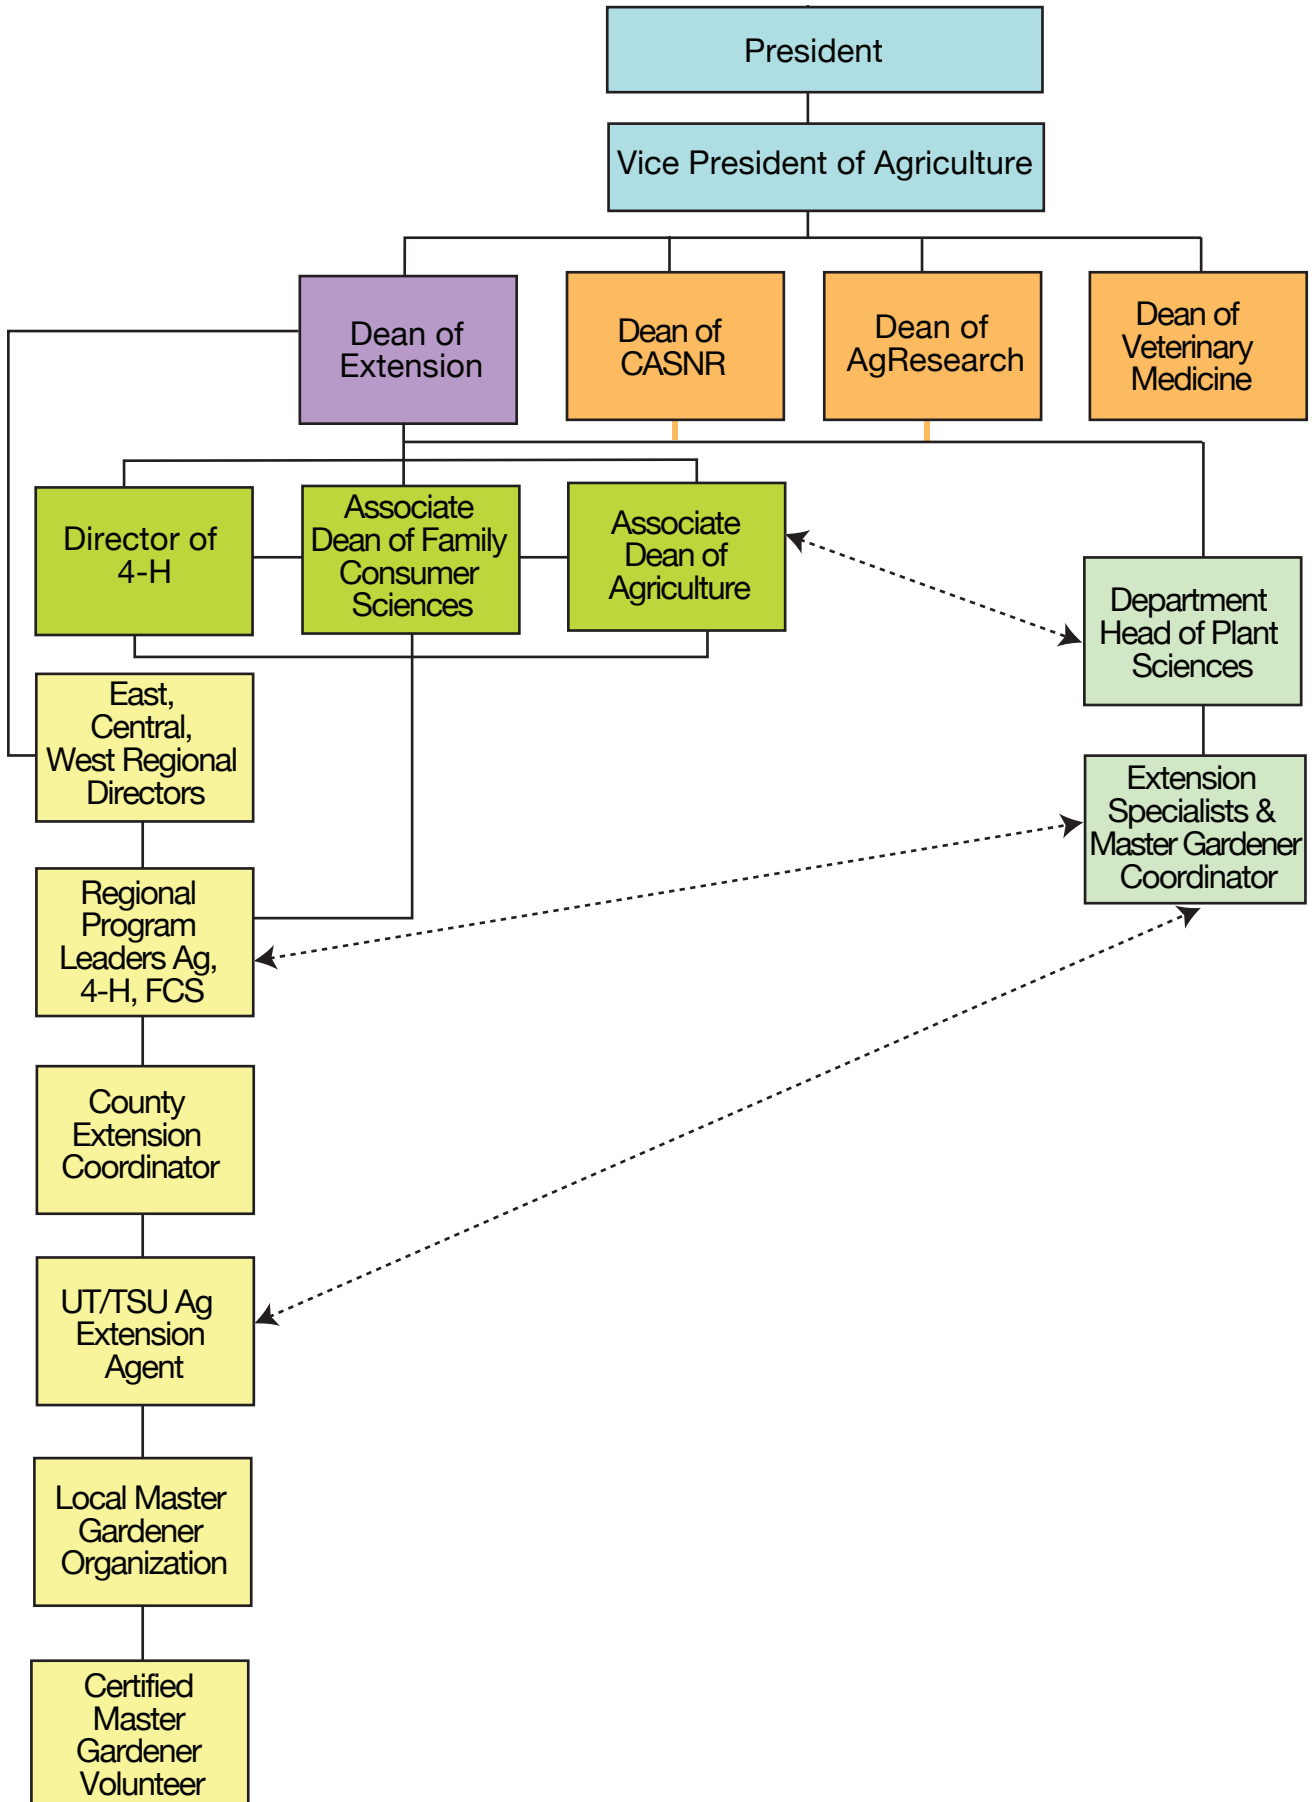 President
Vice President of Agriculture
Dean of
Extension
Dean of
CASNR
Dean of
AgResearch
Dean of
Veterinary
Medicine
Director of
4-H
Associate
Dean of Family
Consumer
Sciences
Associate
Dean of
Agriculture
Department
Head of Plant
Sciences
East,
Central,
West Regional
Directors
Extension
Specialists &
Master Gardener
Coordinator
Regional
Program
Leaders Ag,
4-H, FCS
County
Extension
Coordinator
UT/TSU Ag
Extension
Agent
Local Master
Gardener
Organization
Certified
Master
Gardener
Volunteer